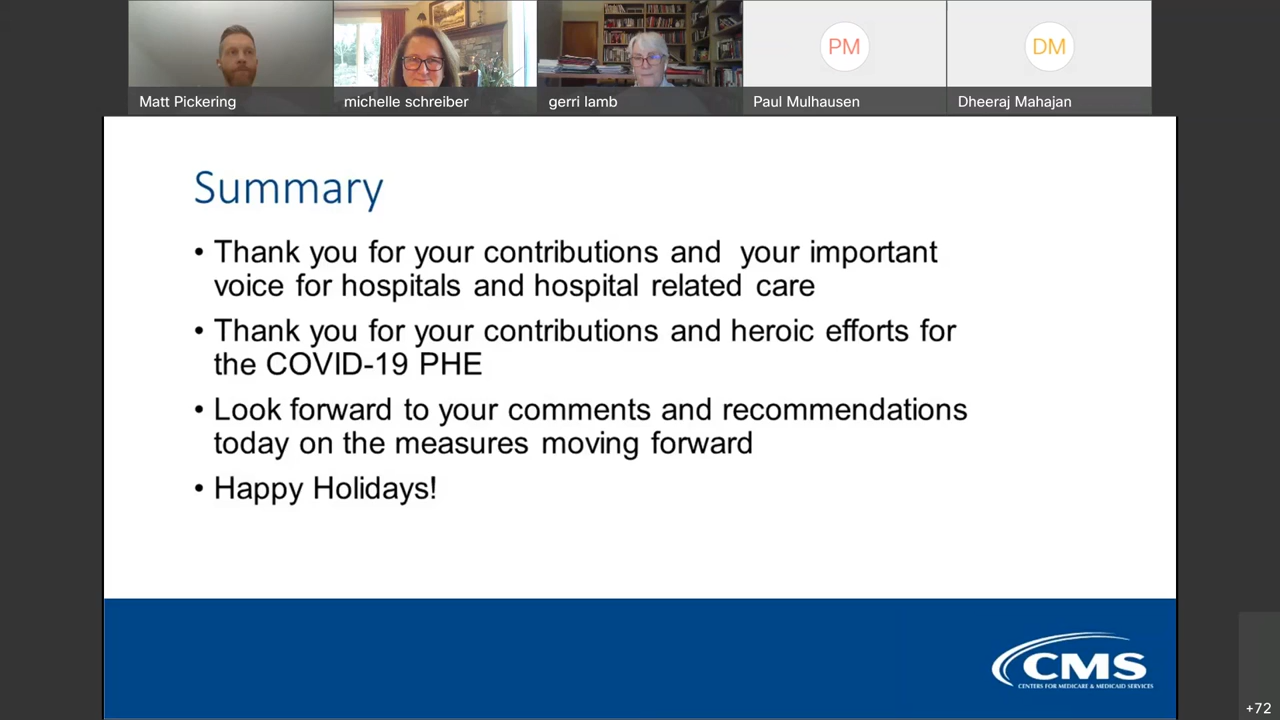 PM
DM
Matt Pickering
michelle schreiber
gerri lamb
Paul Mulhausen
Dheeraj Mahajan
Summary
• Thank you for your contributions and your important
voice for hospitals and hospital related care
• Thank you for your contributions and heroic efforts for
the COVID-19 PHE
• Look forward to your comments and recommendations
today on the measures moving forward
• Happy Holidays!
CMS
CENTERS FOR MEDICARE & MEDICAID SERVICES
+72